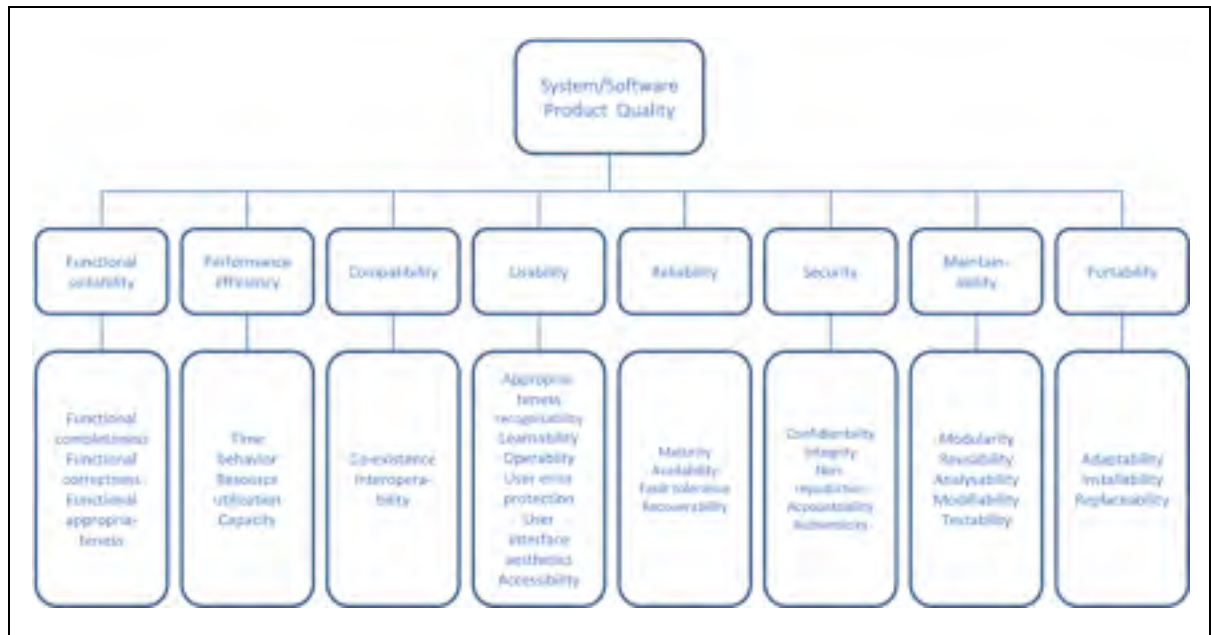 System/Software
Product Quality
Functional
suitability
Performance
efficiency
Compatibility
Usability
Reliability
Security
Maintain-
ability
Portability
Functional
completeness
Functional
correctness
Functional
appropria-
teness
Time
behavior
Resource
utilization
Capacity
Co-existence
Interopera-
bility
Appropria-
teness
recognisability
Learnability
Operability
User error
protection
User
interface
aesthetics
Accessibility
Maturity
Availability
Fault tolerance
Recoverability
Confidentiality
Integrity
Non-
repudiation
Accountability
Authenticity
Modularity
Reusability
Analysability
Modifiability
Testability
Adaptability
Installability
Replaceability